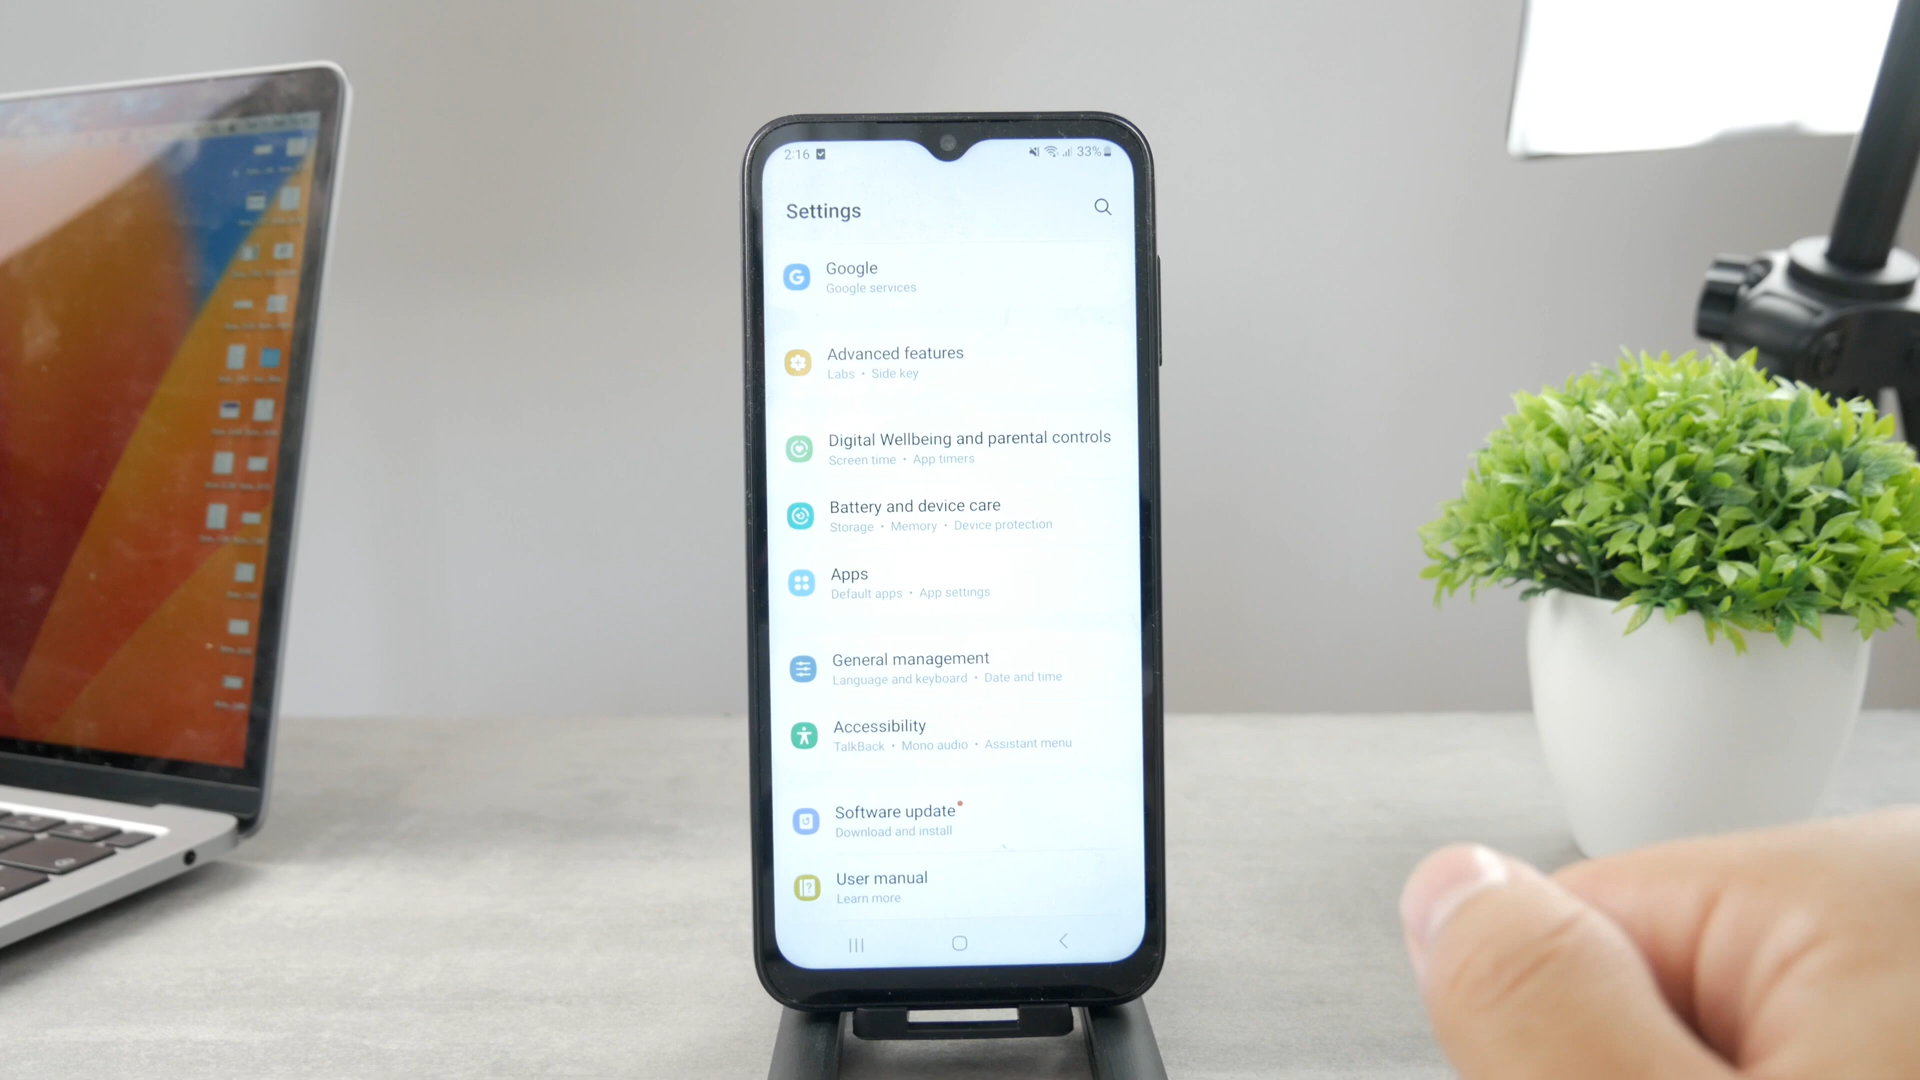 2:16 33%
Settings
Google
Google services
Advanced features
Labs • Side key
Digital Wellbeing and parental controls
Screen time • App timers
Battery and device care
Storage • Memory • Device protection
Apps
Default apps • App settings
General management
Language and keyboard • Date and time
Accessibility
TalkBack • Mono audio • Assistant menu
Software update
Download and install
User manual
Learn more